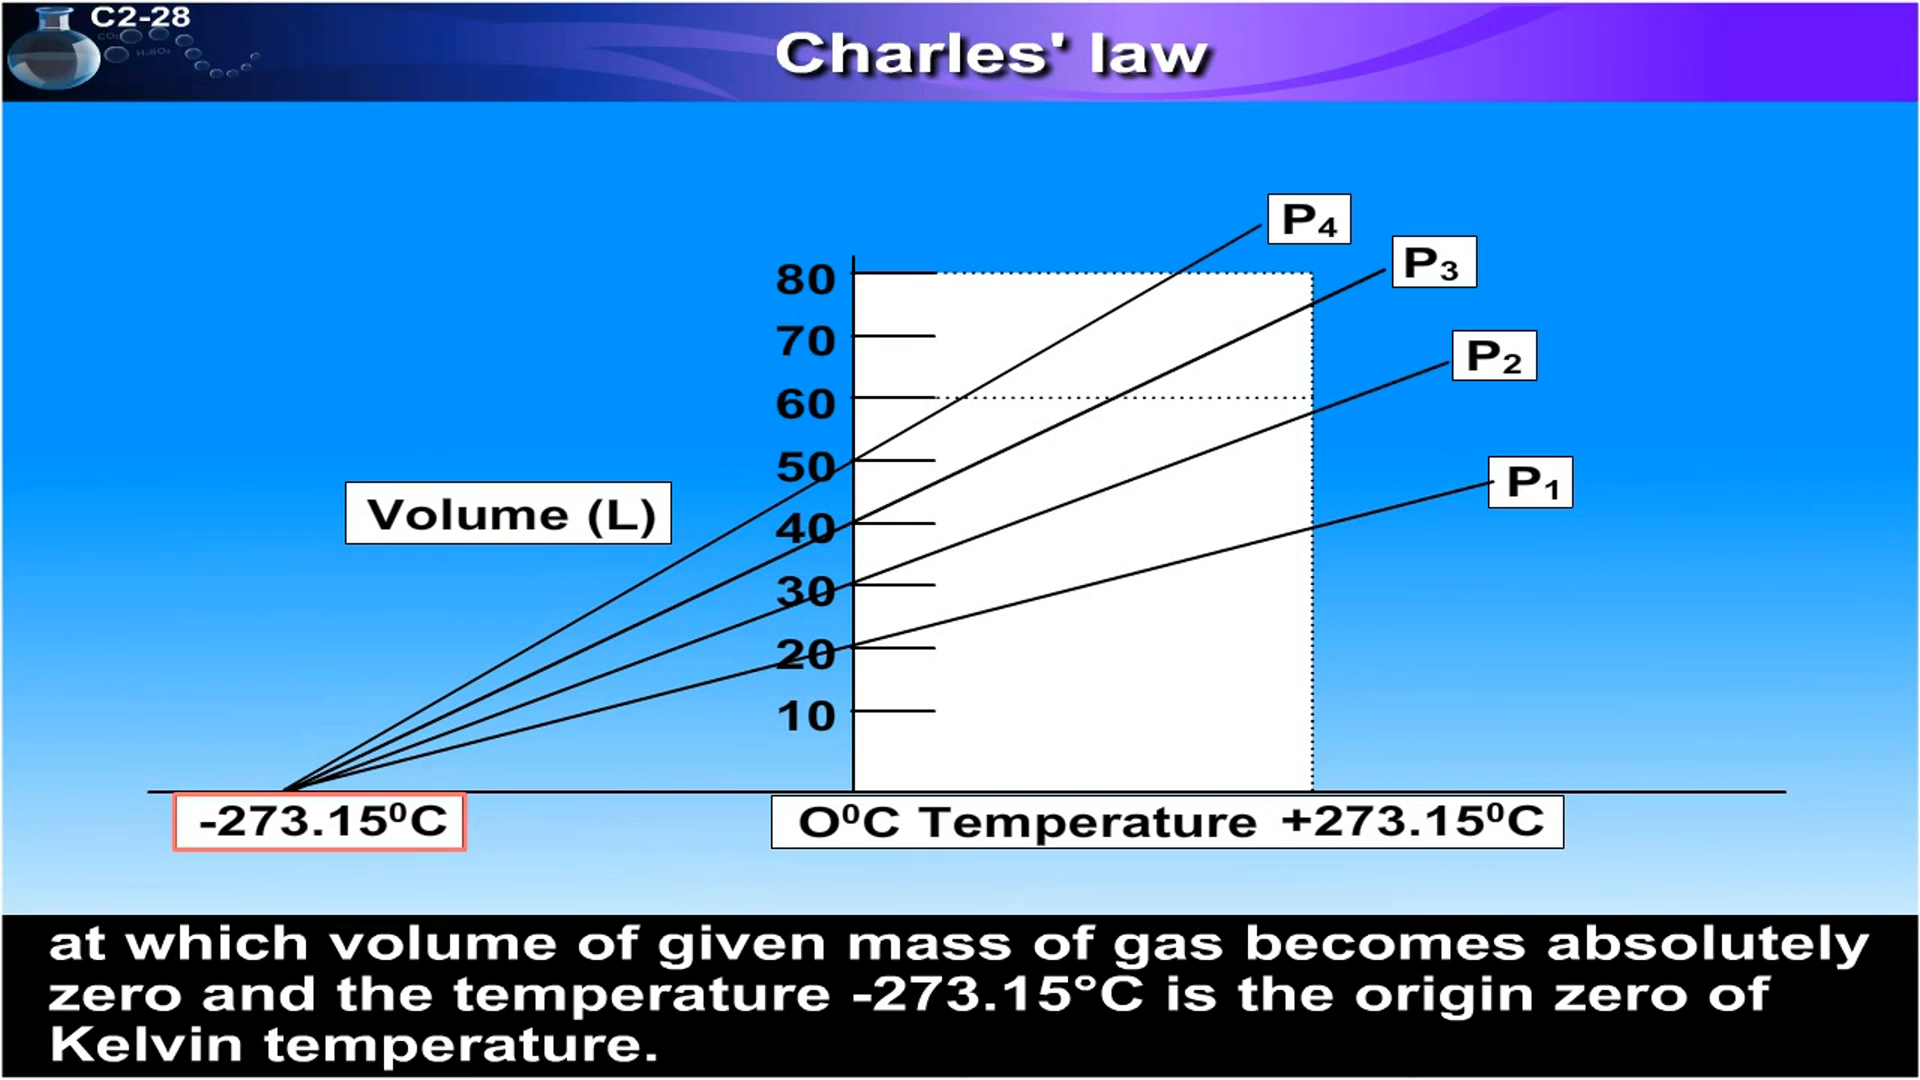 C2-28
CO₂
H₂SO₄
Charles' law
P₄
P₃
P₂
P₁
80
70
60
50
40
30
20
10
Volume (L)
-273.15⁰C
O⁰C Temperature +273.15⁰C
at which volume of given mass of gas becomes absolutely
zero and the temperature -273.15°C is the origin zero of
Kelvin temperature.